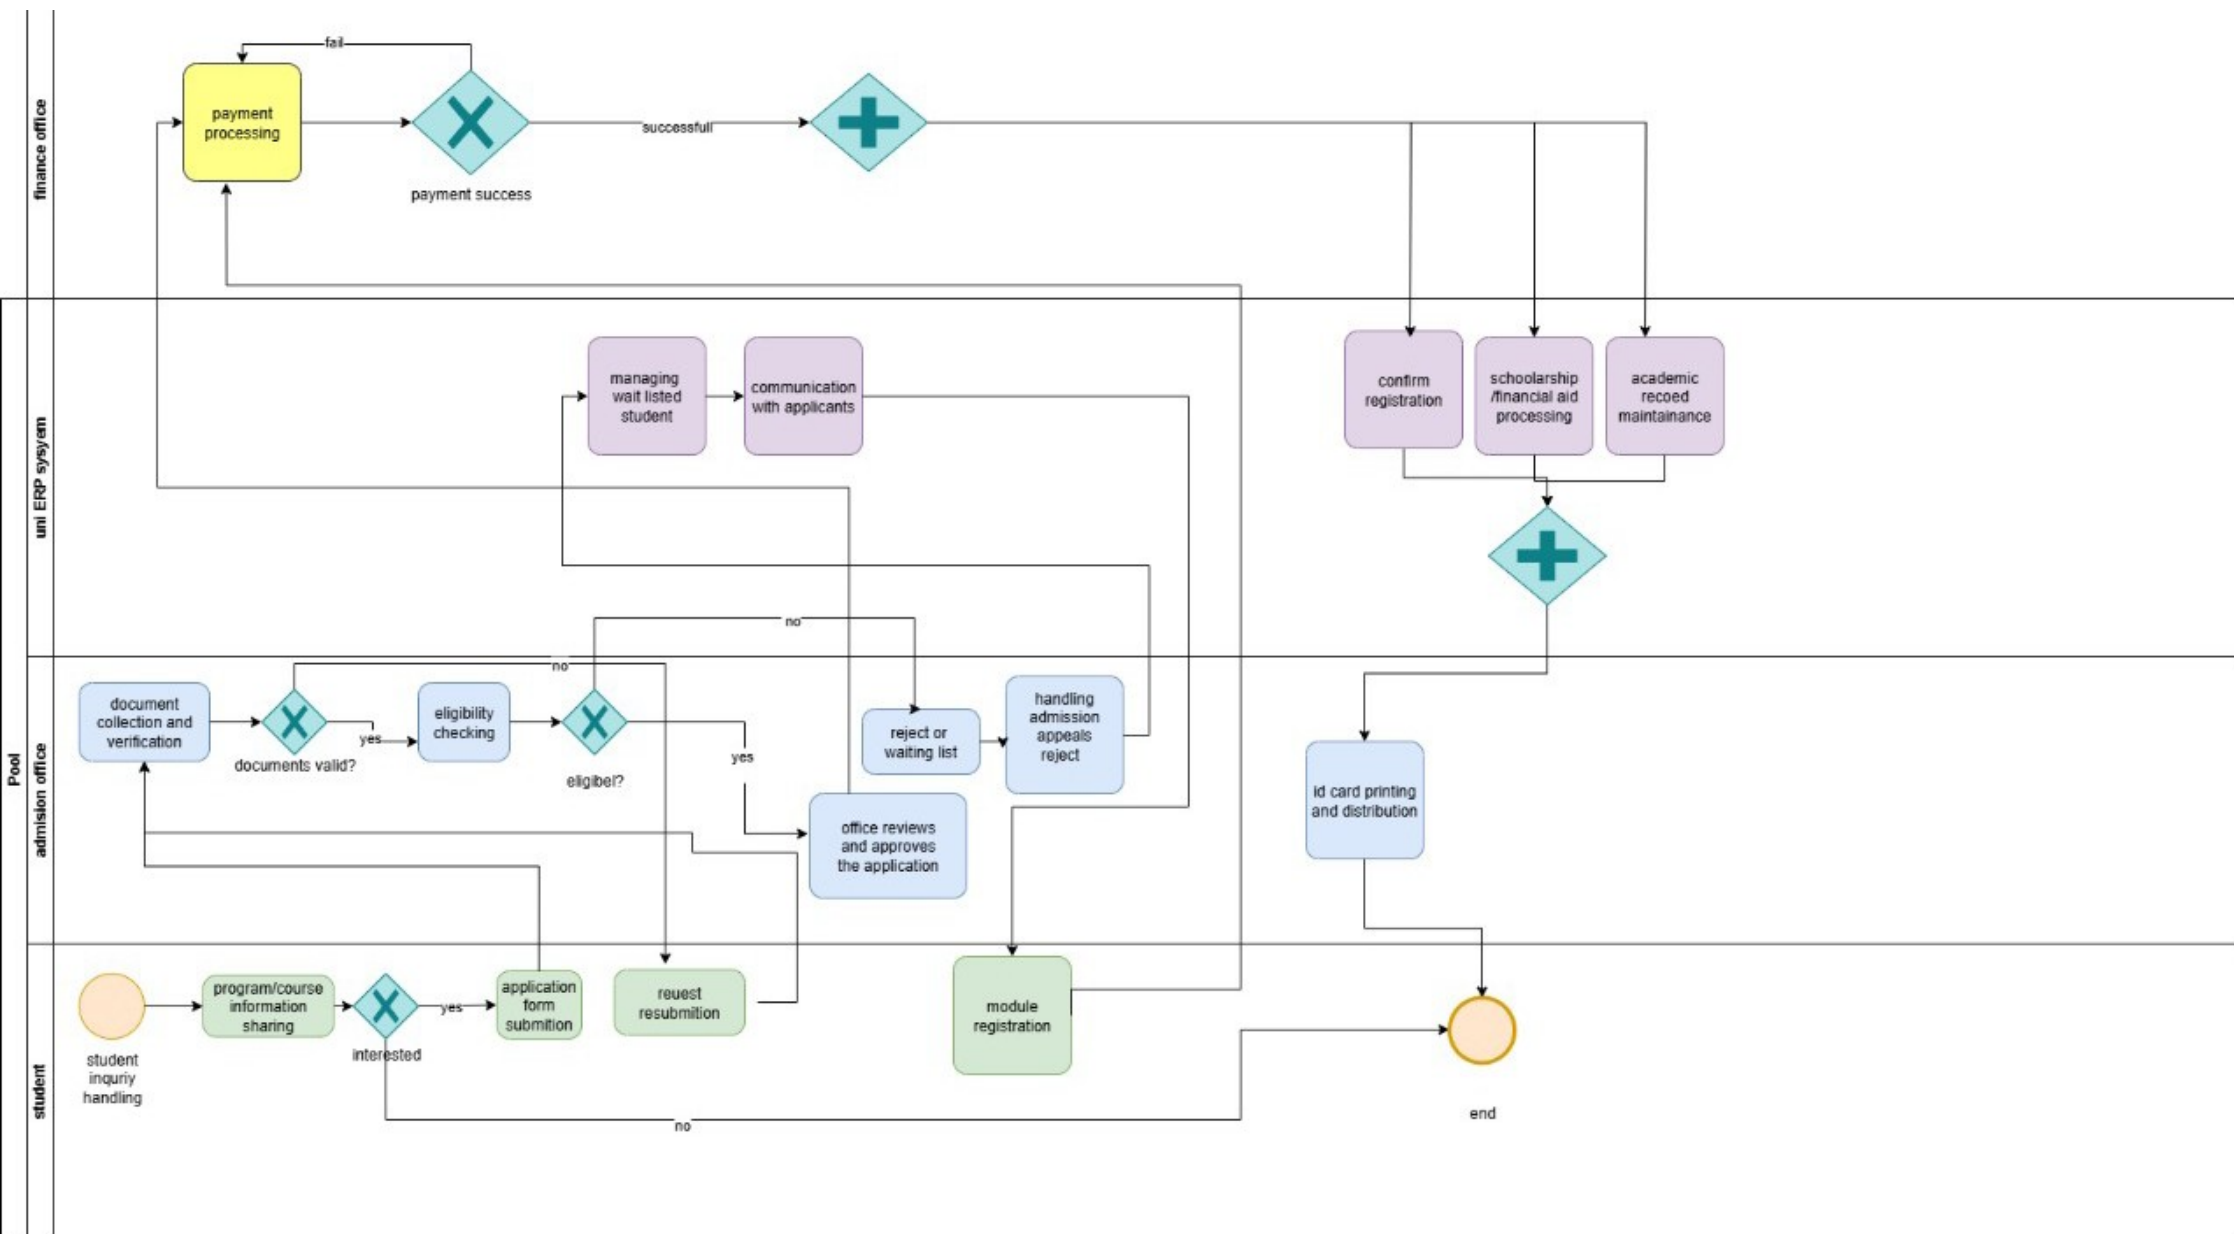 finance office
fail
payment
processing
successfull
payment success
Pool
uni ERP sysyem
managing
wait listed
student
communication
with applicants
confirm
registration
schoolarship
/financial aid
processing
academic
recoed
maintainance
admision office
no
no
document
collection and
verification
yes
documents valid?
eligibility
checking
eligibel?
yes
reject or
waiting list
handling
admission
appeals
reject
office reviews
and approves
the application
id card printing
and distribution
student
student
inquriy
handling
program/course
information
sharing
interested
yes
application
form
submition
reuest
resubmition
module
registration
no
end